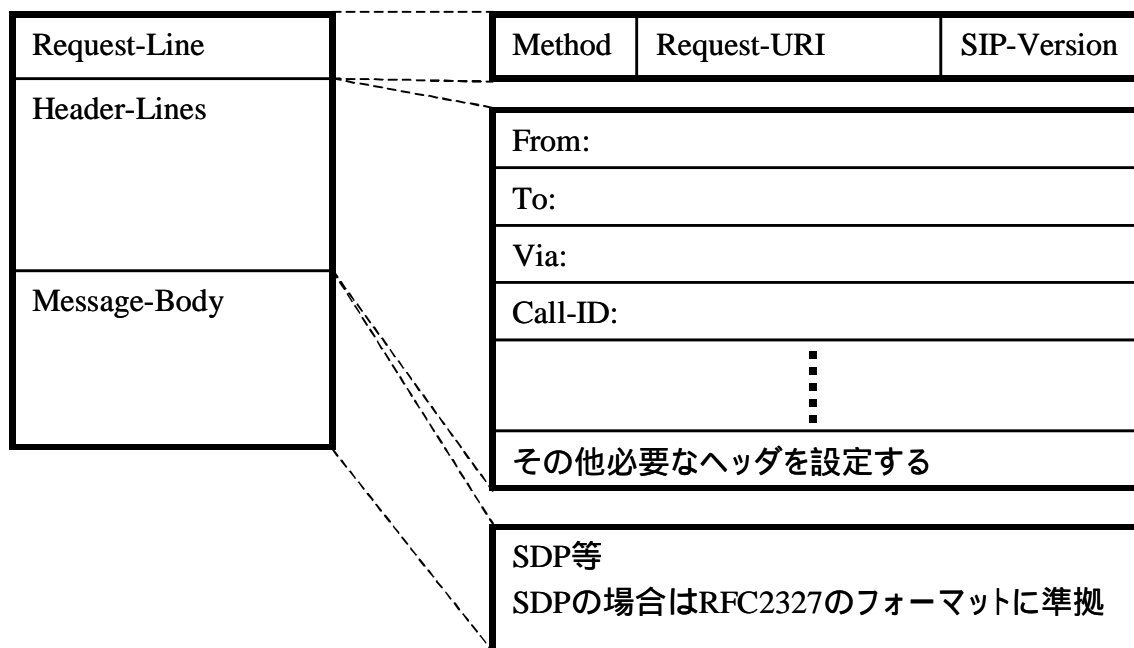 Request-Line
Header-Lines
Message-Body
Method Request-URI SIP-Version
From:
To:
Via:
Call-ID:
その他必要なヘッダを設定する
SDP等
SDPの場合はRFC2327のフォーマットに準拠